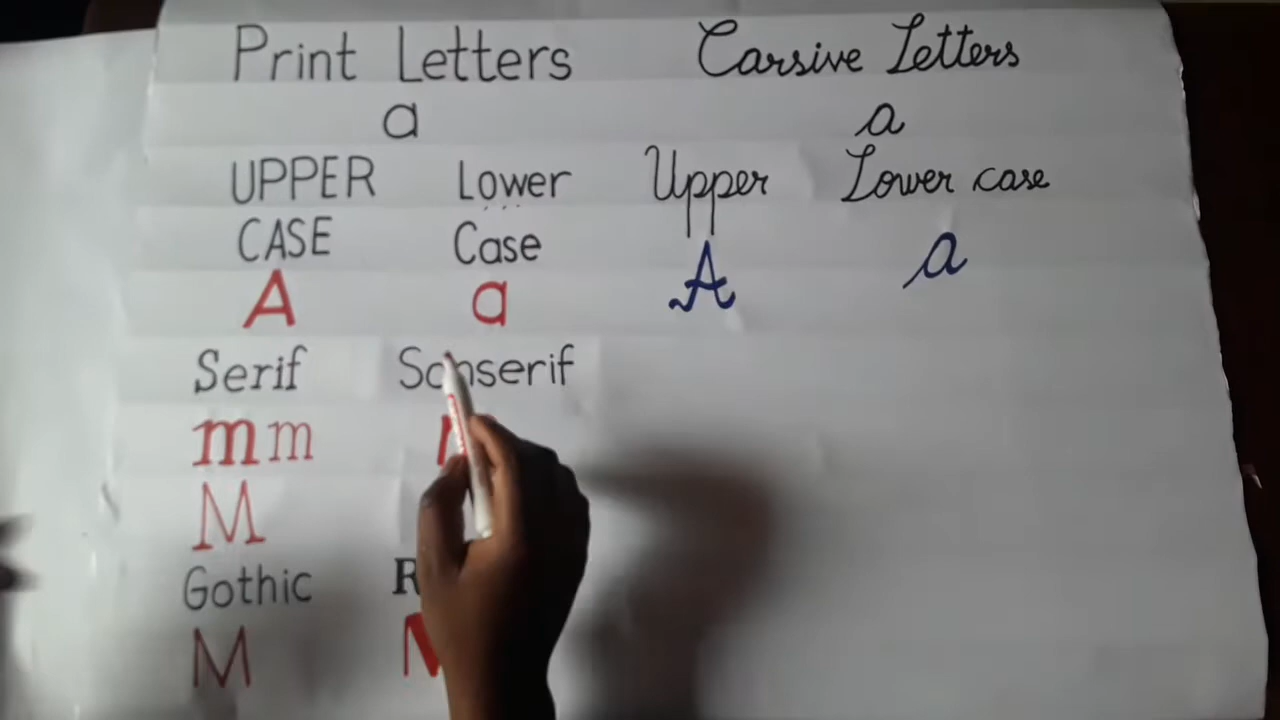 Print Letters
Carsive Letters
a
a
UPPER Lower
CASE Case
Upper
Lower case
A
a
A
a
Serif
Sanserif
mm
M
Gothic
M